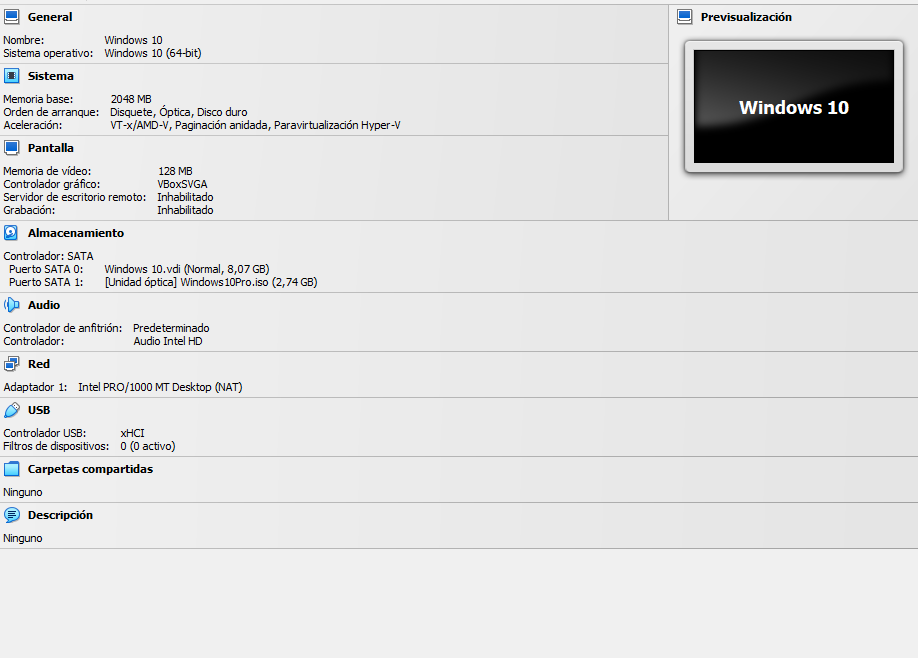 General
Nombre: Windows 10
Sistema operativo: Windows 10 (64-bit)
Sistema
Memoria base: 2048 MB
Orden de arranque: Disquete, Óptica, Disco duro
Aceleración: VT-x/AMD-V, Paginación anidada, Paravirtualización Hyper-V
Pantalla
Memoria de vídeo: 128 MB
Controlador gráfico: VBoxSVGA
Servidor de escritorio remoto: Inhabilitado
Grabación: Inhabilitado
Previsualización
Windows 10
Almacenamiento
Controlador: SATA
Puerto SATA 0: Windows 10.vdi (Normal, 8,07 GB)
Puerto SATA 1: [Unidad óptica] Windows10Pro.iso (2,74 GB)
Audio
Controlador de anfitrión: Predeterminado
Controlador: Audio Intel HD
Red
Adaptador 1: Intel PRO/1000 MT Desktop (NAT)
USB
Controlador USB: xHCI
Filtros de dispositivos: 0 (0 activo)
Carpetas compartidas
Ninguno
Descripción
Ninguno